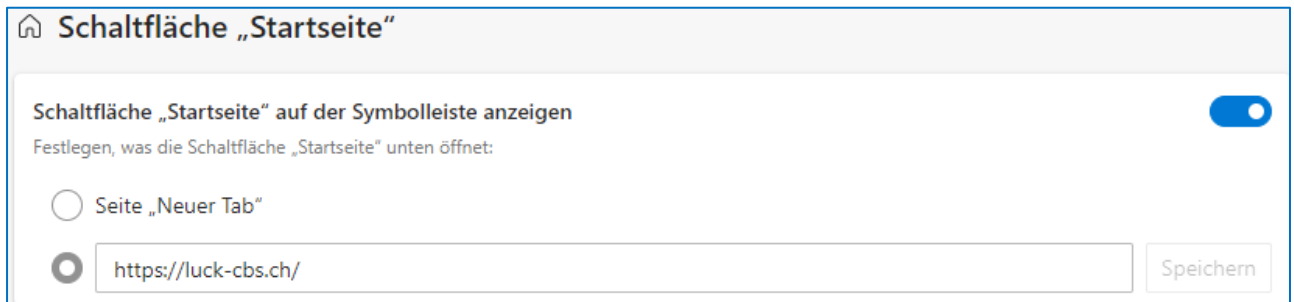 Schaltfläche „Startseite“
Schaltfläche „Startseite“ auf der Symbolleiste anzeigen
Festlegen, was die Schaltfläche „Startseite“ unten öffnet:
Seite „Neuer Tab“
https://luck-cbs.ch/ Speichern